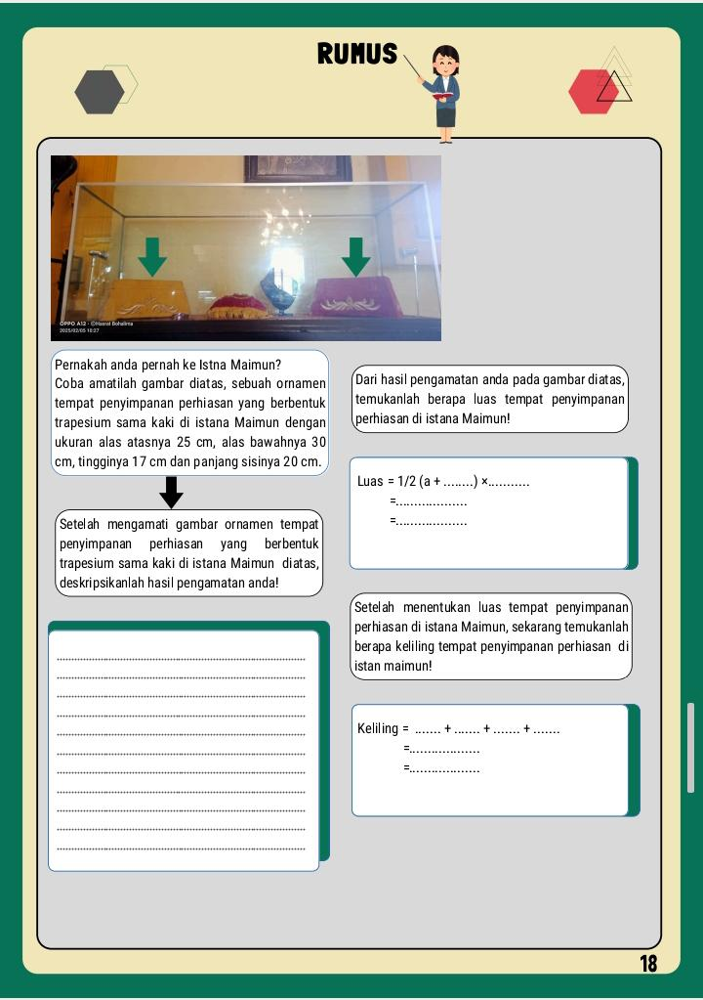 RUMUS
OPPO A12 · ©Hasrat Bohalima
2025/02/05 10:27
Pernakah anda pernah ke Istna Maimun?
Coba amatilah gambar diatas, sebuah ornamen
tempat penyimpanan perhiasan yang berbentuk
trapesium sama kaki di istana Maimun dengan
ukuran alas atasnya 25 cm, alas bawahnya 30
cm, tingginya 17 cm dan panjang sisinya 20 cm.
Setelah mengamati gambar ornamen tempat
penyimpanan perhiasan yang berbentuk
trapesium sama kaki di istana Maimun diatas,
deskripsikanlah hasil pengamatan anda!
Dari hasil pengamatan anda pada gambar diatas,
temukanlah berapa luas tempat penyimpanan
perhiasan di istana Maimun!
Luas = 1/2 (a + ........) ×...........
=...................
=...................
Setelah menentukan luas tempat penyimpanan
perhiasan di istana Maimun, sekarang temukanlah
berapa keliling tempat penyimpanan perhiasan di
istan maimun!
Keliling = ....... + ....... + ....... + .......
=...................
=...................
18